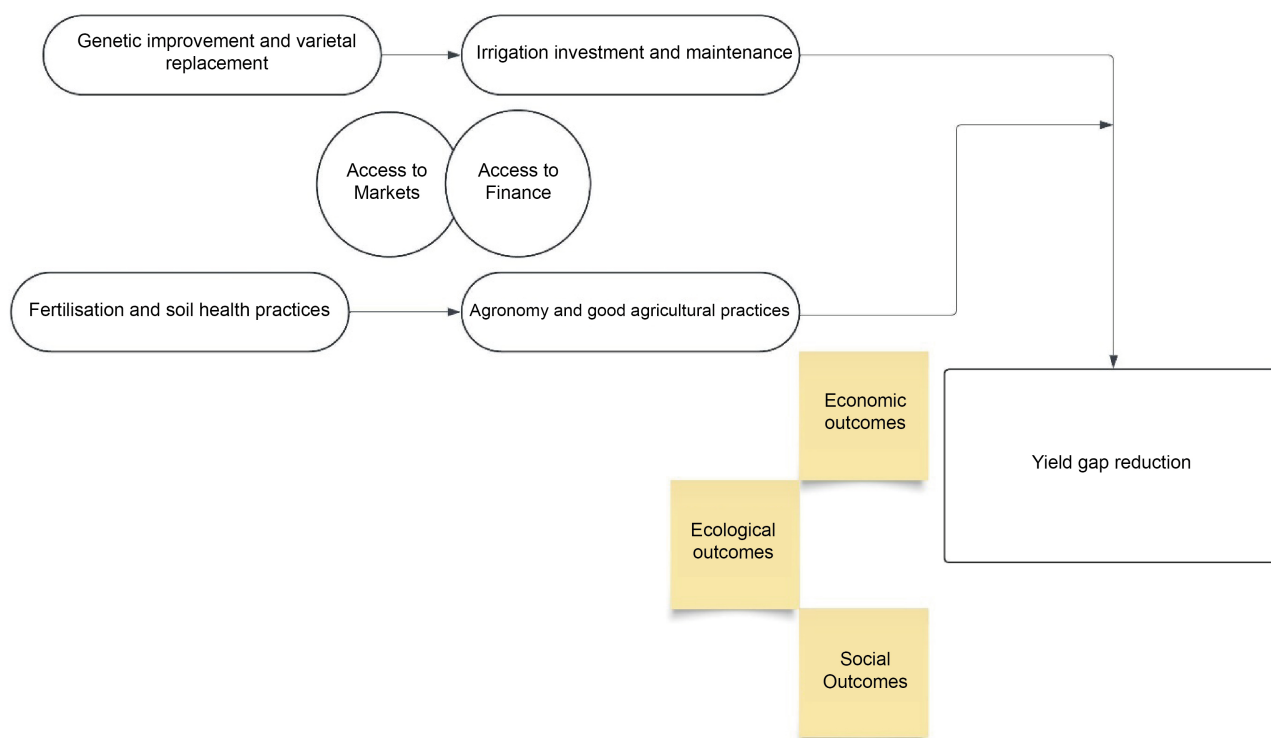 Genetic improvement and varietal
replacement
Irrigation investment and maintenance
Access to
Markets
Access to
Finance
Fertilisation and soil health practices
Agronomy and good agricultural practices
Economic
outcomes
Yield gap reduction
Ecological
outcomes
Social
Outcomes